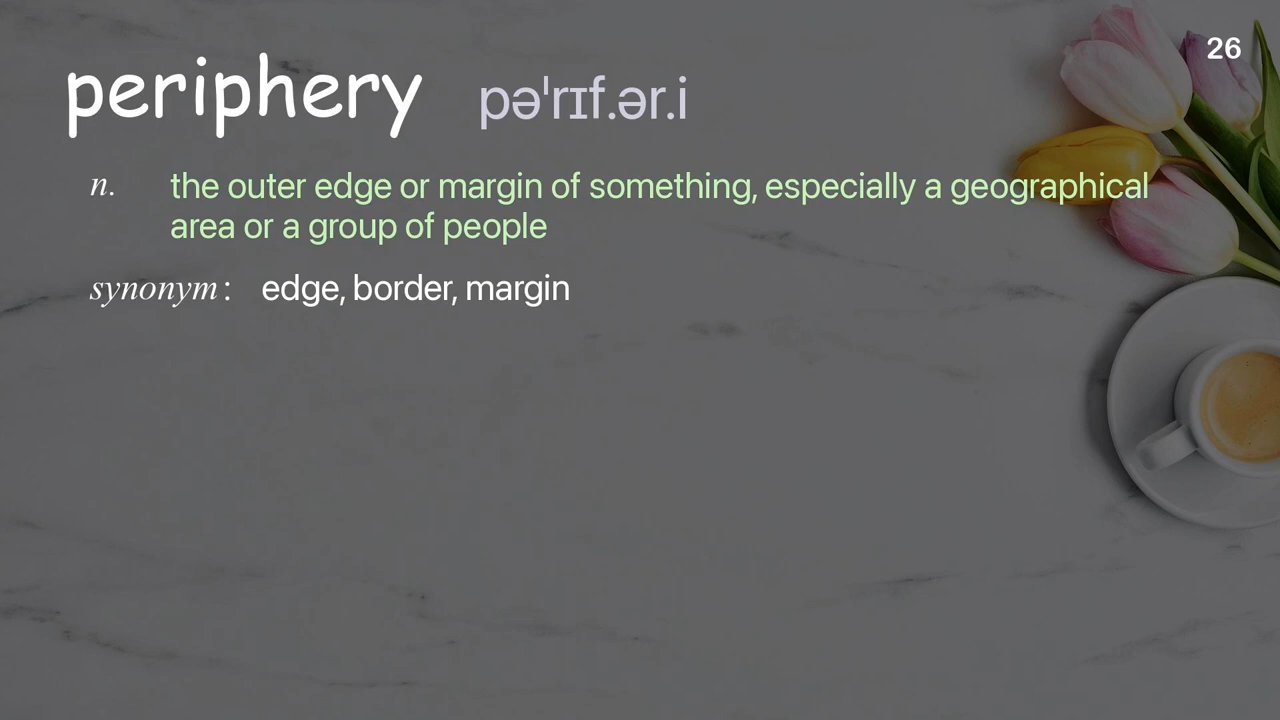 26
periphery pəˈrɪf.ər.i
n. the outer edge or margin of something, especially a geographical
area or a group of people
synonym: edge, border, margin